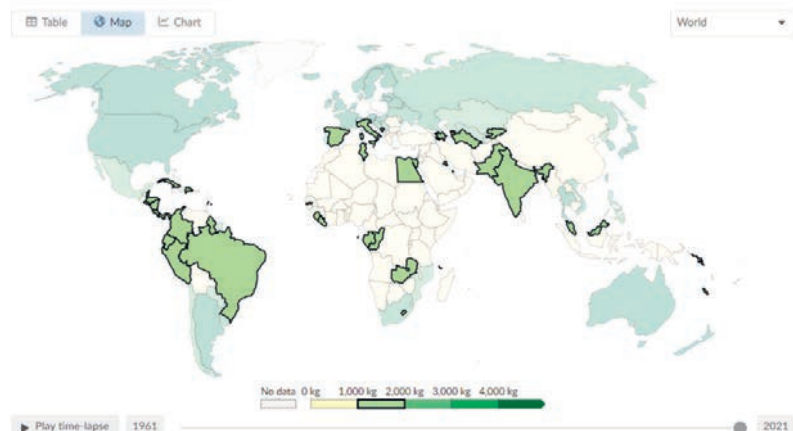 Table Map Chart World
No data 0 kg 1,000 kg 2,000 kg 3,000 kg 4,000 kg
Play time-lapse 1961 2021